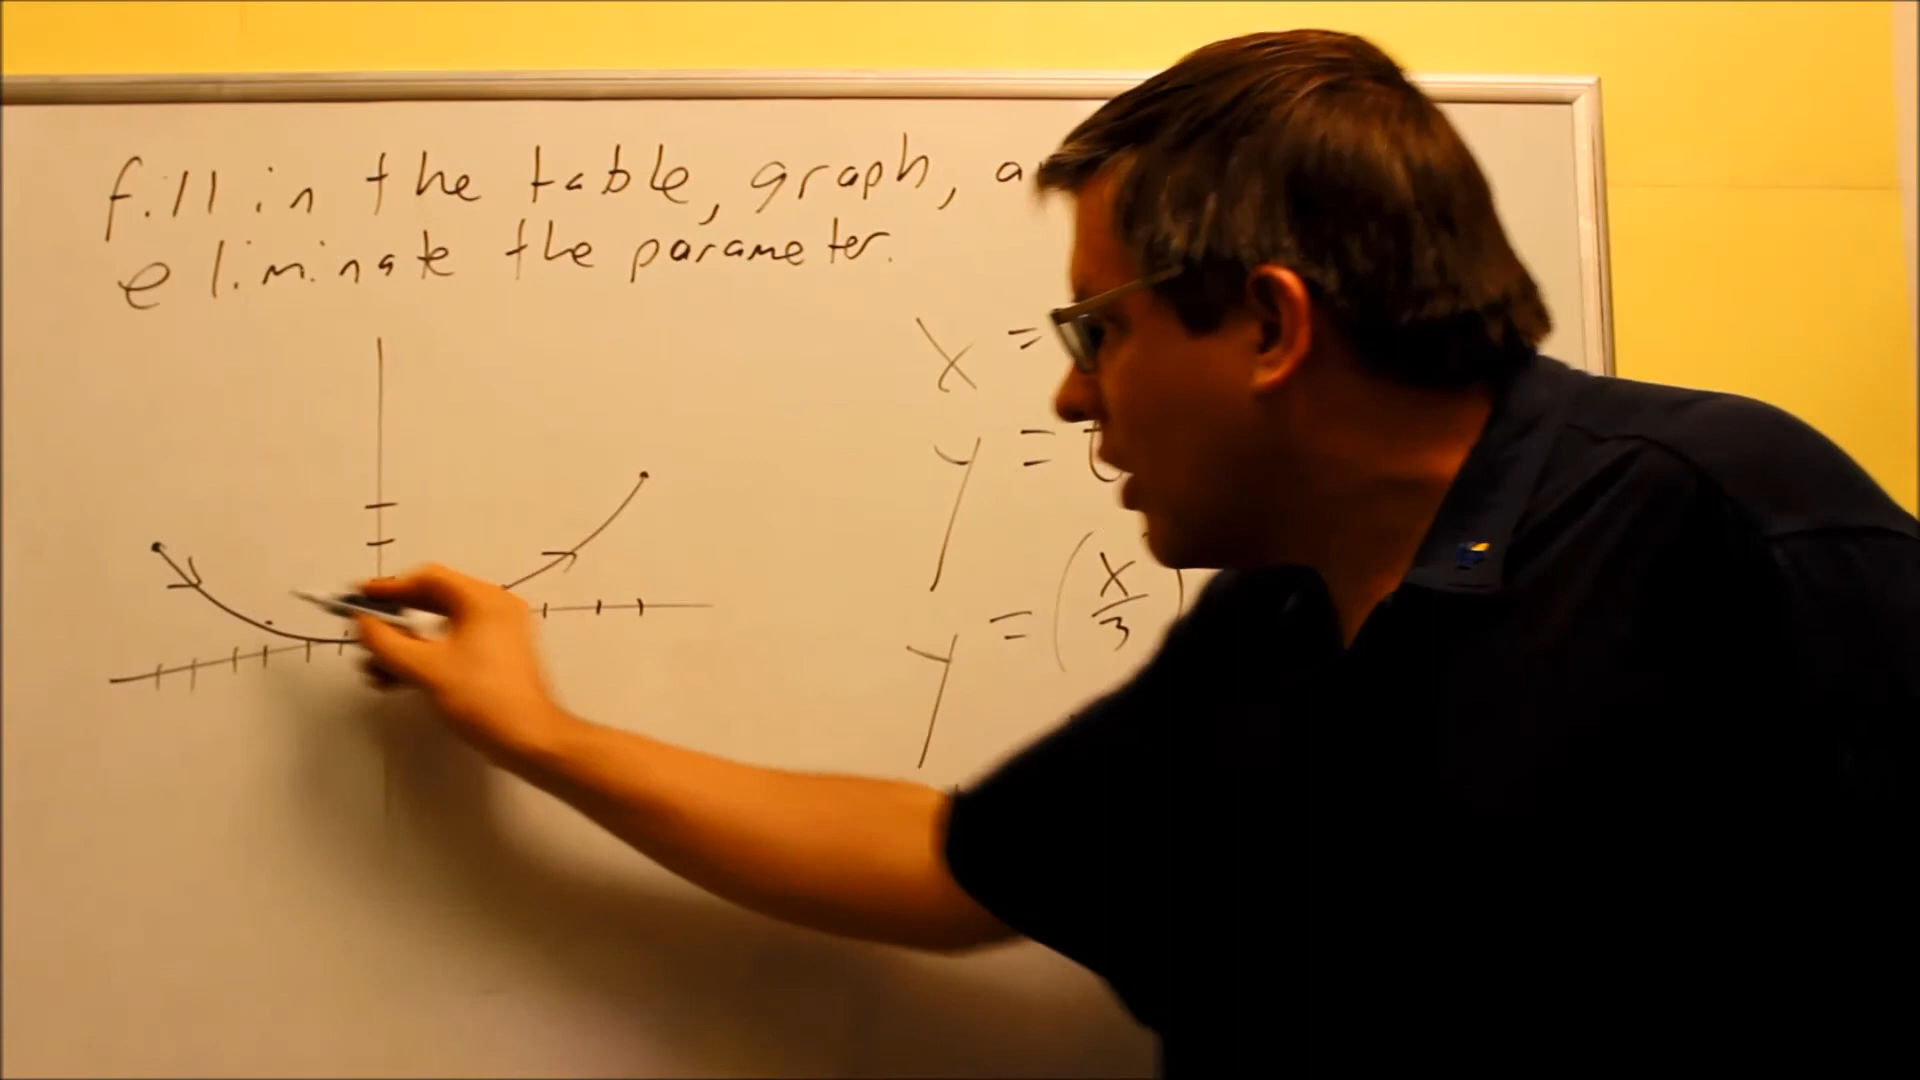 fill in the table, graph, a
eliminate the parameter.
x =
y = t
y = (x/3)
y